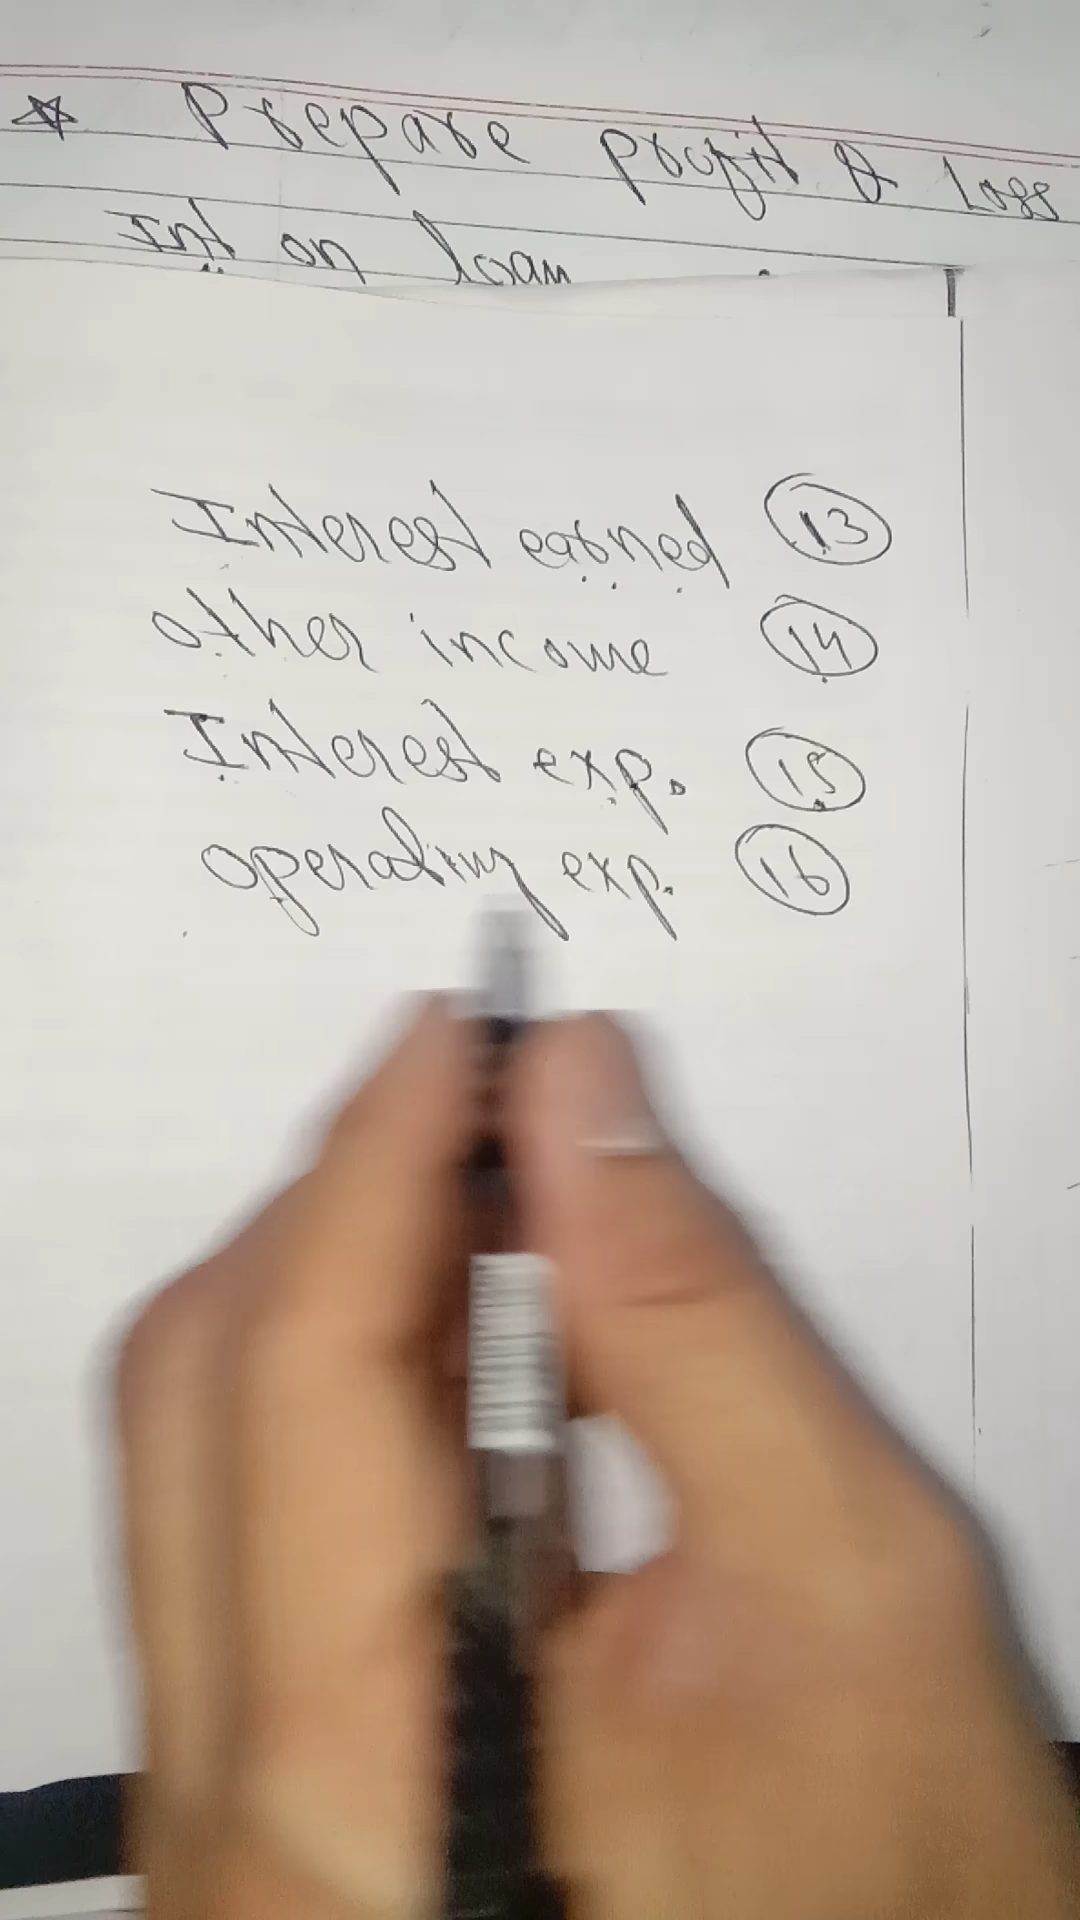 ☆ Prepare profit & Loss
Int on loan
Interest earned 13
other income 14
Interest exp. 15
operating exp. 16